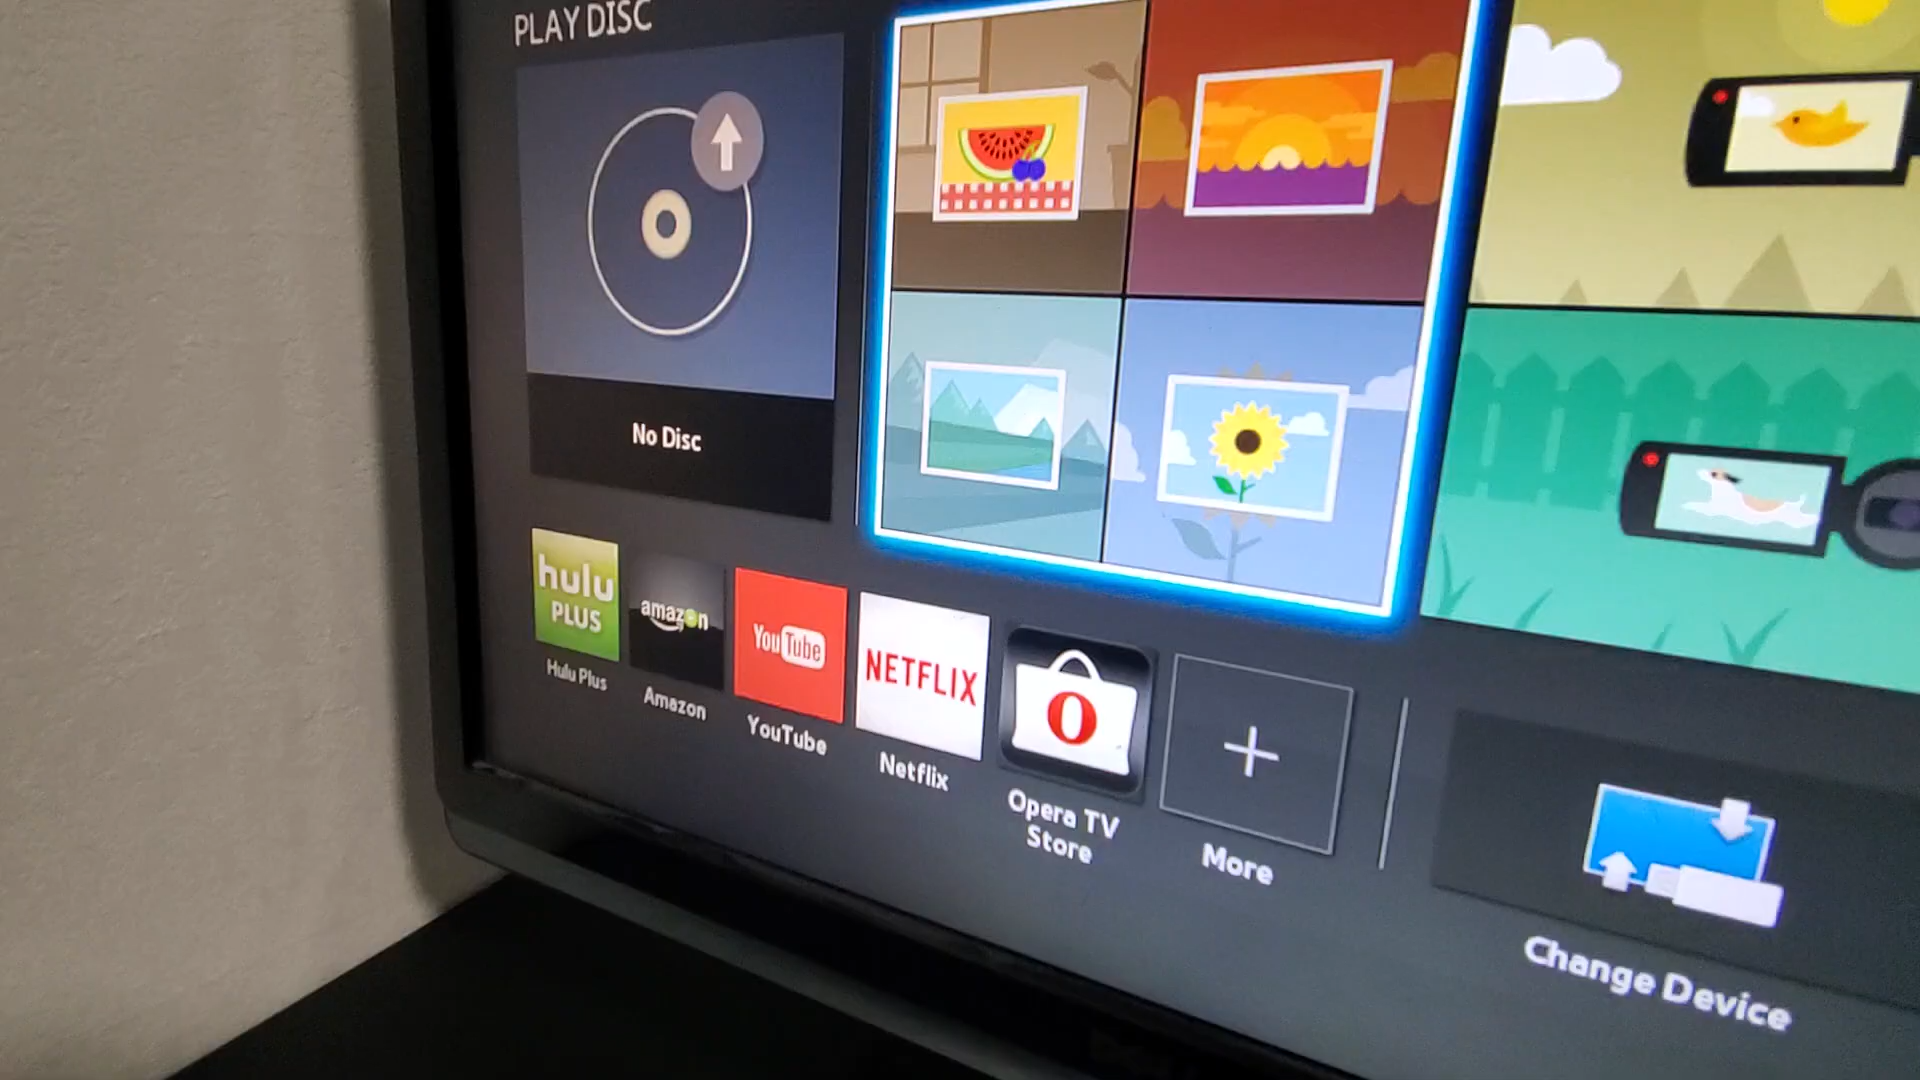 PLAY DISC
No Disc
hulu
PLUS
Hulu Plus
amazon
Amazon
YouTube
YouTube
NETFLIX
Netflix
O
Opera TV
Store
More
Change Device